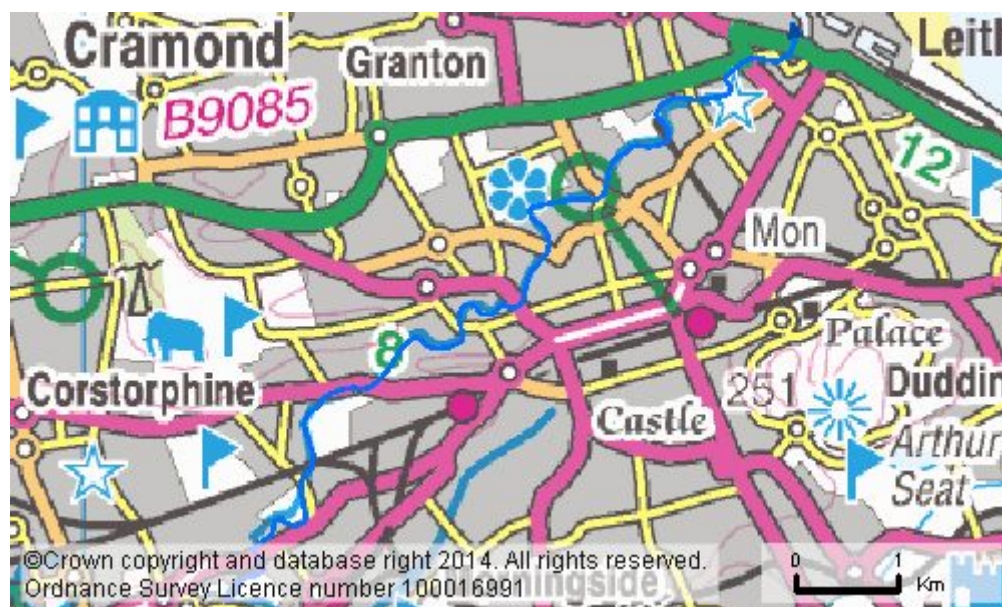 Cramond
Leith
Granton
B9085
12
Mon
8
Palace
Corstorphine
251
Duddin
Castle
Arthur
Seat
©Crown copyright and database right 2014. All rights reserved.
Ordnance Survey Licence number 100016991
ningside
0 1
Km